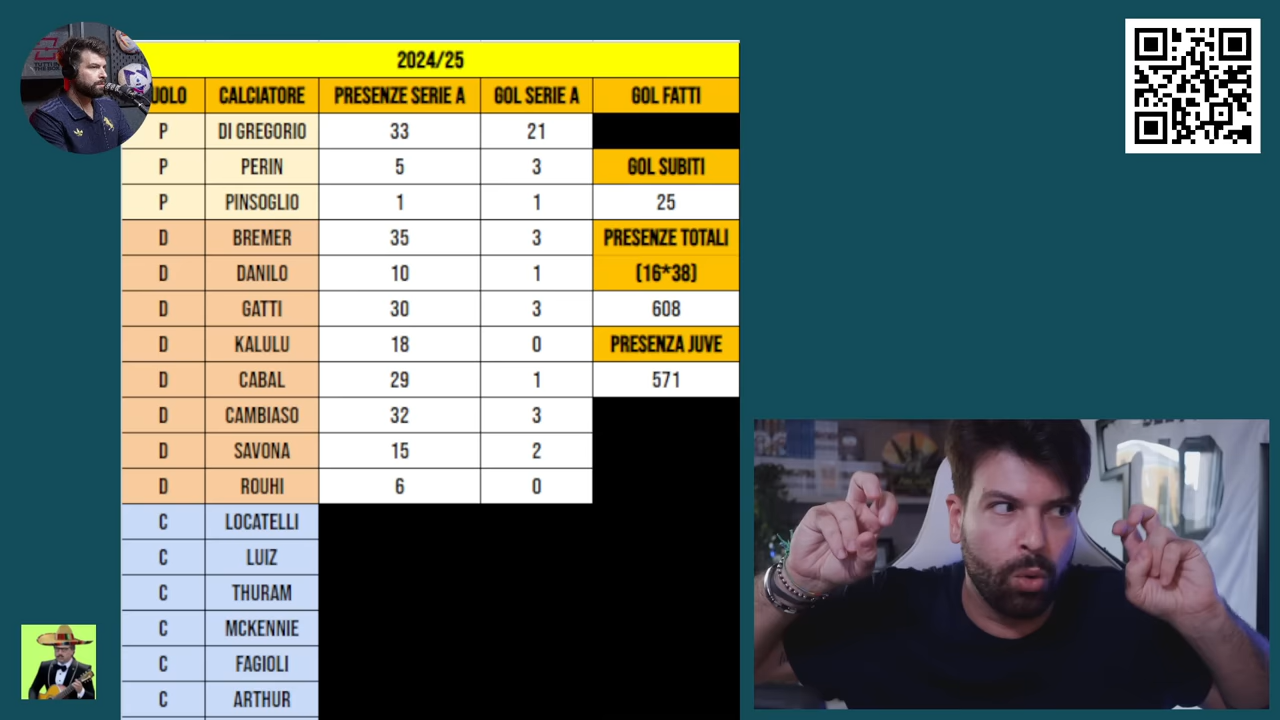 2024/25
UOLO CALCIATORE PRESENZE SERIE A GOL SERIE A GOL FATTI
P DI GREGORIO 33 21
P PERIN 5 3 GOL SUBITI
P PINSOGLIO 1 1 25
D BREMER 35 3 PRESENZE TOTALI
D DANILO 10 1 (16*38)
D GATTI 30 3 608
D KALULU 18 0 PRESENZA JUVE
D CABAL 29 1 571
D CAMBIASO 32 3
D SAVONA 15 2
D ROUHI 6 0
C LOCATELLI
C LUIZ
C THURAM
C MCKENNIE
C FAGIOLI
C ARTHUR